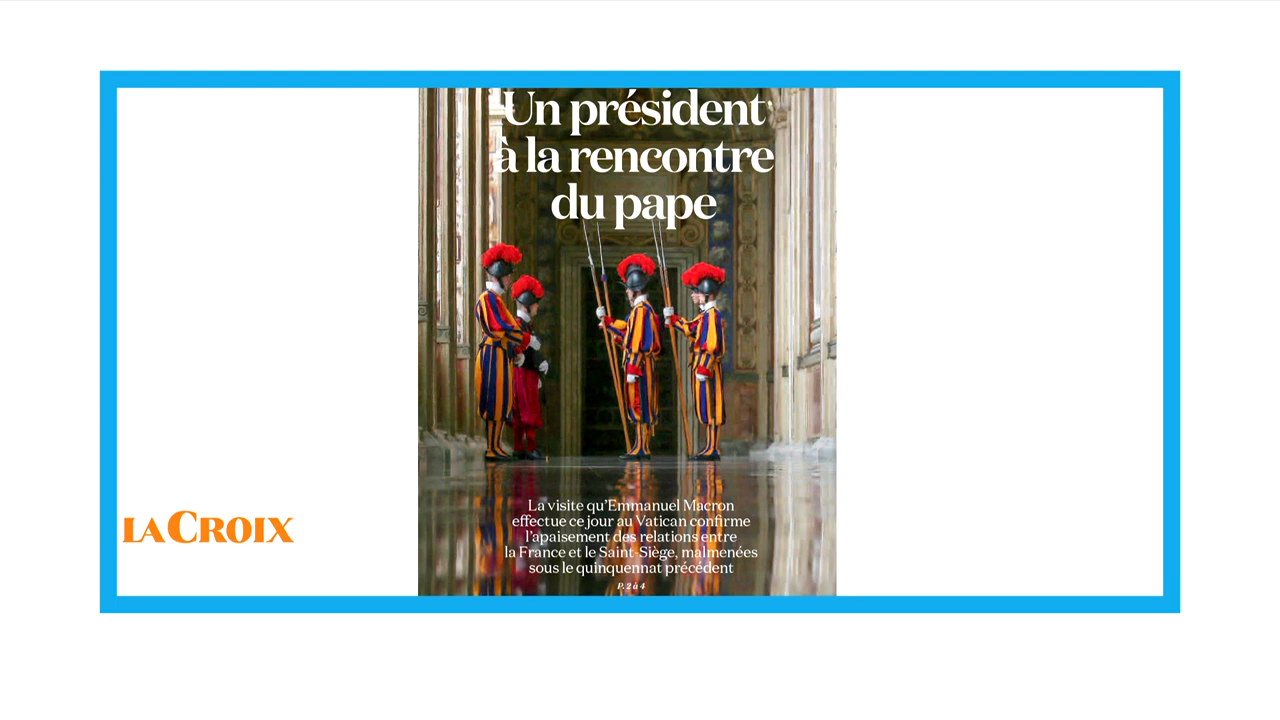 Un président
à la rencontre
du pape
La visite qu'Emmanuel Macron
effectue ce jour au Vatican confirme
l'apaisement des relations entre
la France et le Saint-Siège, malmenées
sous le quinquennat précédent
P. 2 à 4
LA CROIX